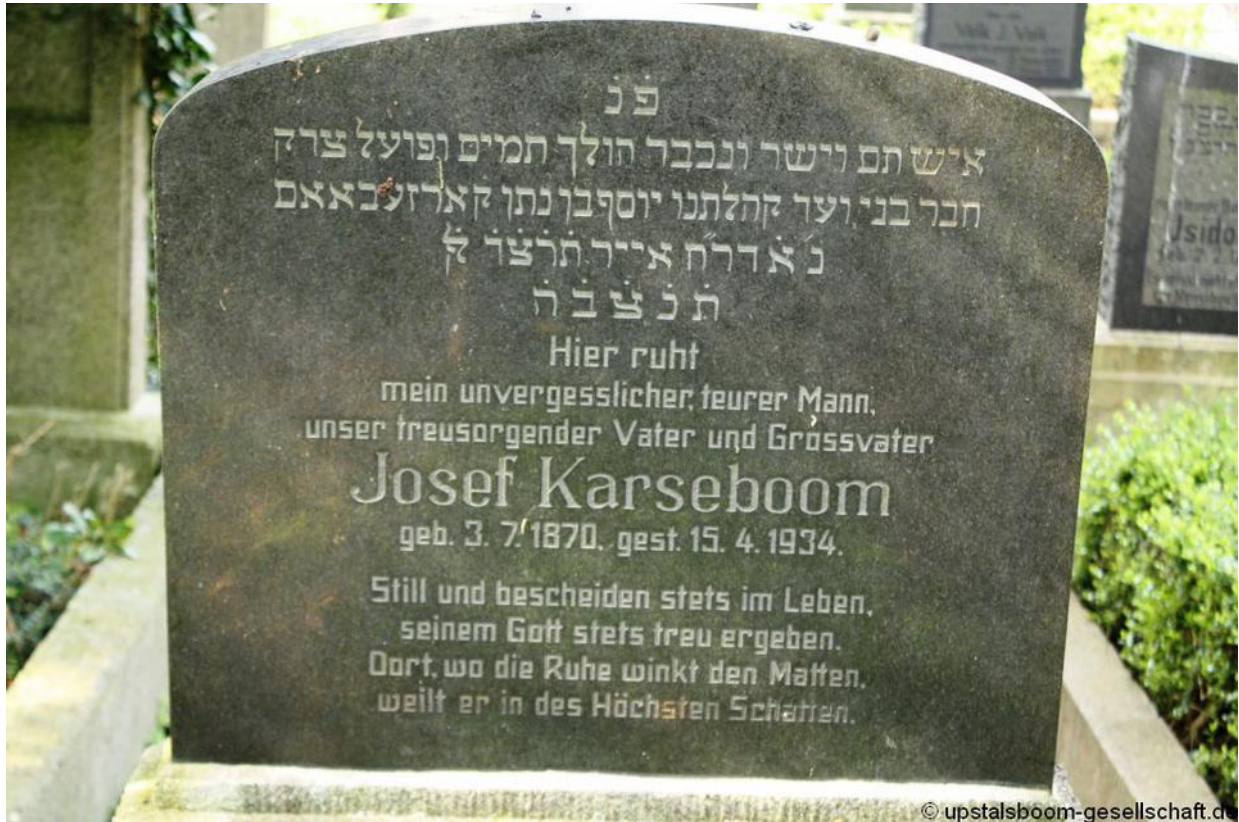 פ̇נ̇
איש תם וישר ונכבד הולך תמים ופועל צדק
חבר בני ועד קהלתנו יוסף בן נתן קארזעבאאם
נ̇ א̇ דר״ח אייר ת̇ר̇צ̇ד̇ ל̇
ת̇ נ̇ צ̇ ב̇ ה̇
Hier ruht
mein unvergesslicher, teurer Mann,
unser treusorgender Vater und Grossvater
Josef Karseboom
geb. 3. 7. 1870. gest. 15. 4. 1934.
Still und bescheiden stets im Leben,
seinem Gott stets treu ergeben.
Dort, wo die Ruhe winkt den Matten,
weilt er in des Höchsten Schatten.
Valk J. Valk
Isido
© upstalsboom-gesellschaft.de